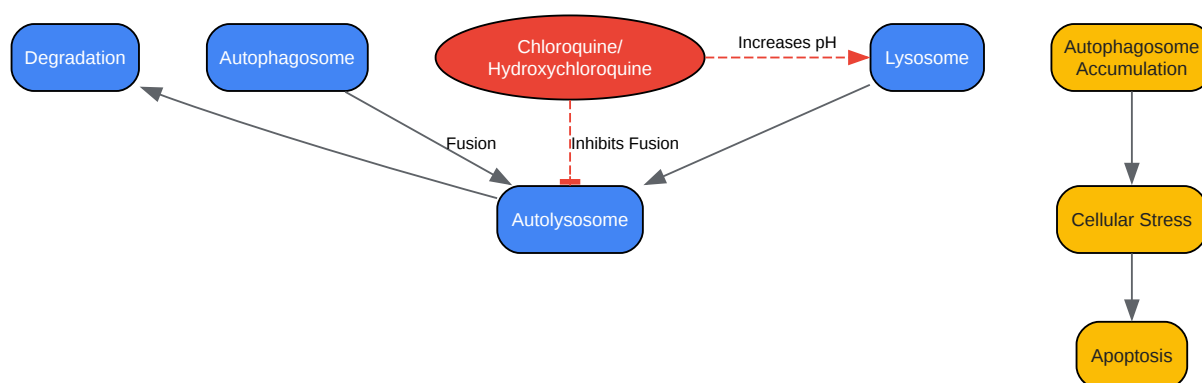 Degradation
Autophagosome
Chloroquine/
Hydroxychloroquine
Increases pH
Lysosome
Autophagosome
Accumulation
Fusion
Inhibits Fusion
Autolysosome
Cellular Stress
Apoptosis